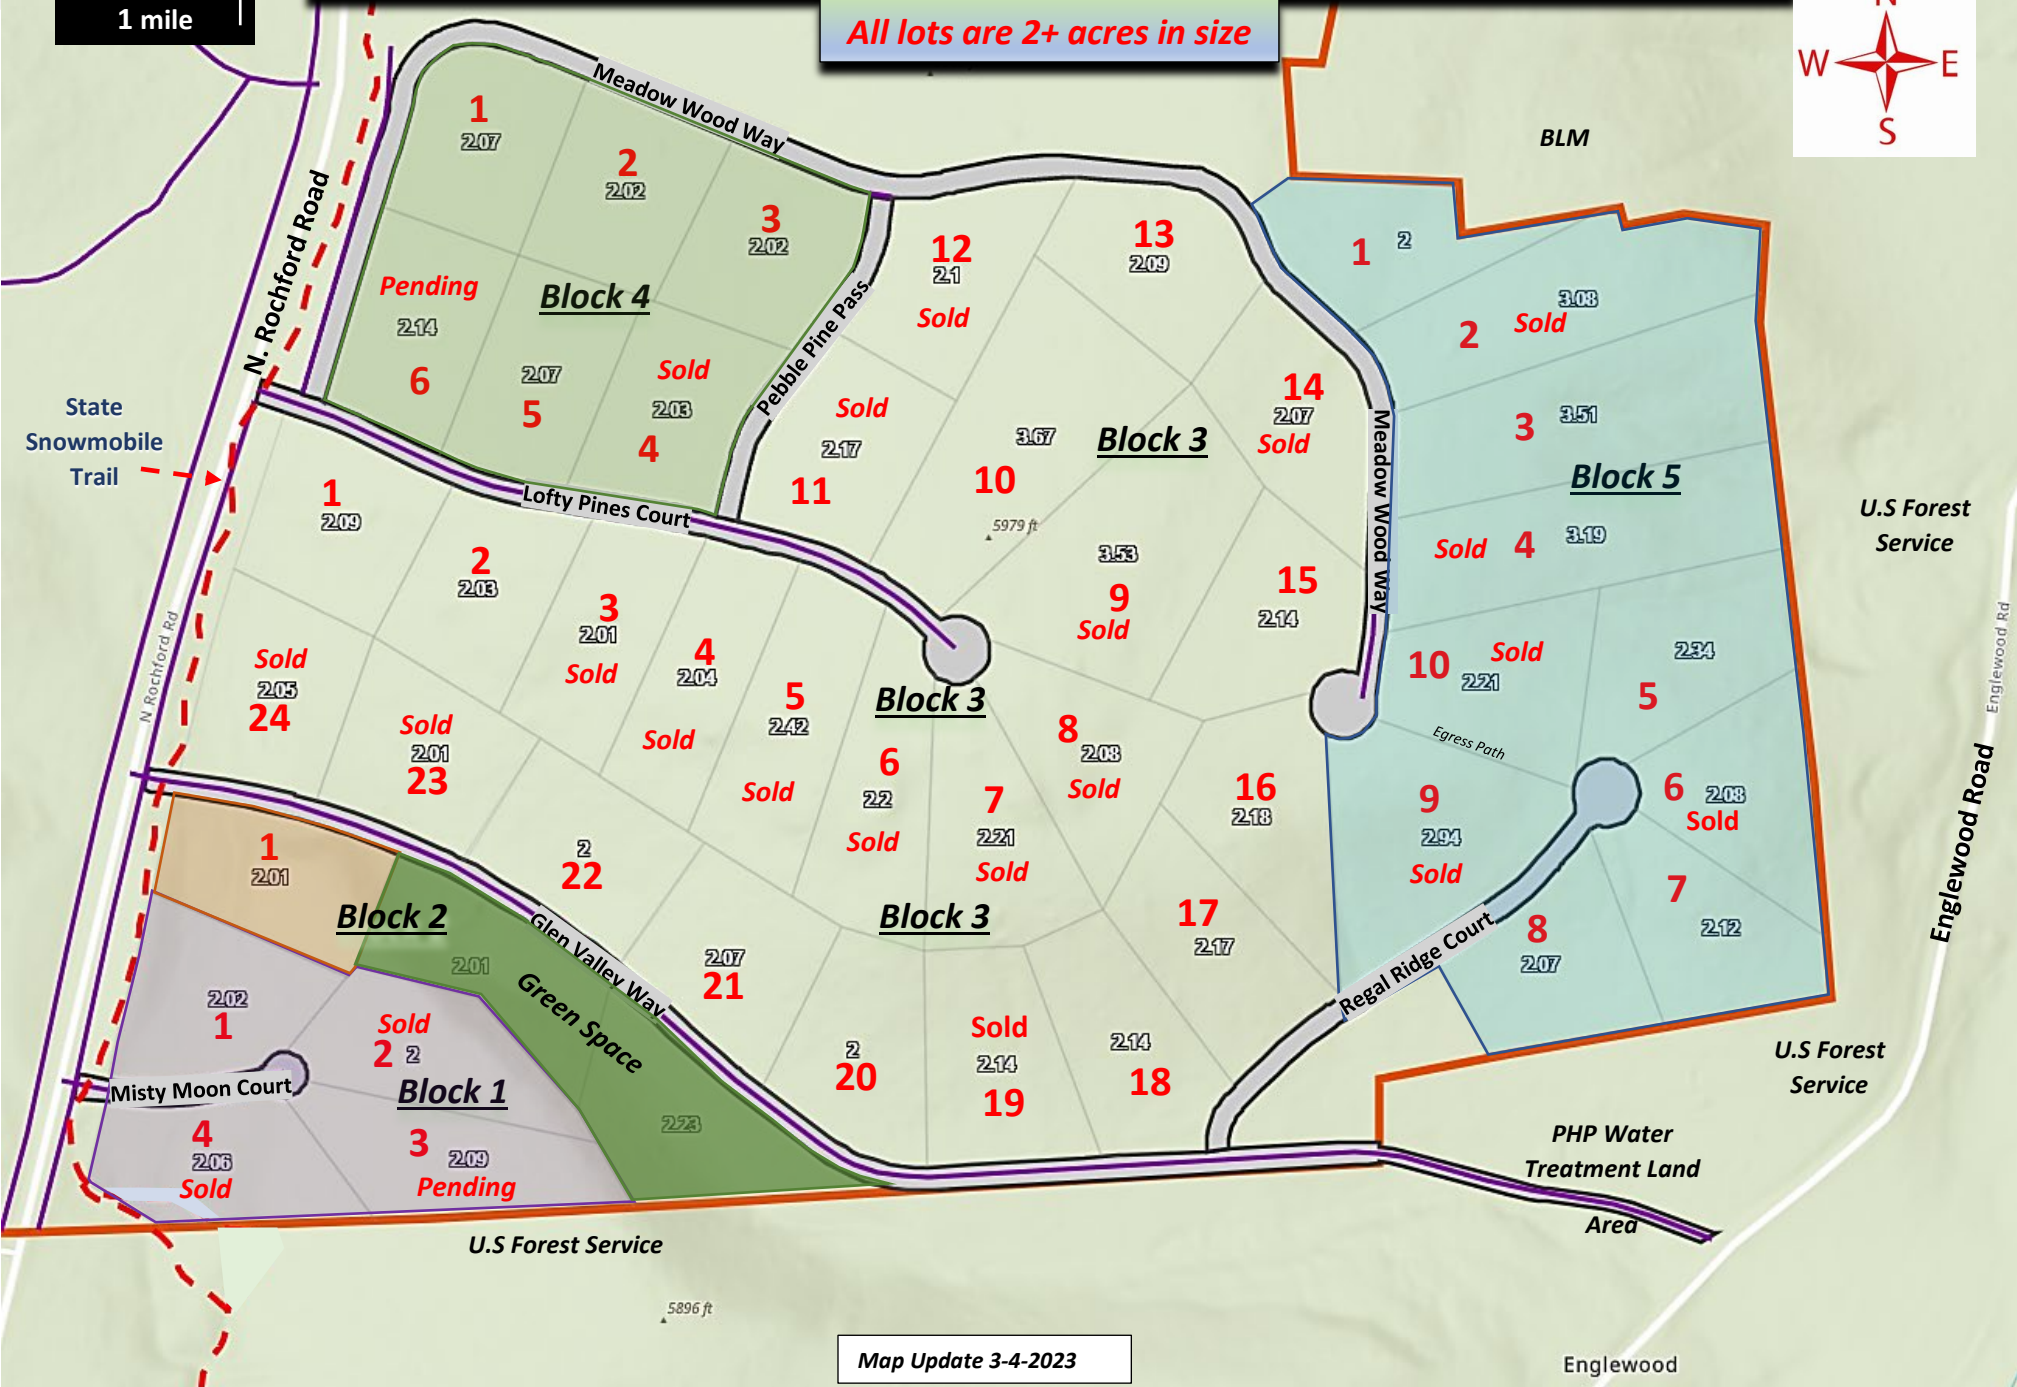 1 mile
All lots are 2+ acres in size
N
W
E
S
BLM
Meadow Wood Way
N. Rochford Road
State
Snowmobile
Trail
N Rochford Rd
1
2.07
2
2.02
3
2.02
Pending
2.14
6
Block 4
2.07
5
Sold
2.03
4
Pebble Pine Pass
Lofty Pines Court
12
2.1
Sold
13
2.09
14
2.07
Sold
Sold
2.17
11
3.67
10
Block 3
5979 ft
3.53
9
Sold
15
2.14
Meadow Wood Way
1
2
2
Sold
3.08
3
3.51
Block 5
Sold
4
3.19
10
Sold
2.21
2.34
5
Egress Path
9
2.94
Sold
6
2.08
Sold
7
2.12
8
2.07
Regal Ridge Court
U.S Forest
Service
Englewood Rd
Englewood Road
1
2.09
2
2.03
3
2.01
Sold
4
2.04
Sold
5
2.42
Sold
Block 3
6
2.2
Sold
7
2.21
Sold
8
2.08
Sold
16
2.18
17
2.17
Sold
2.05
24
Sold
2.01
23
2
22
Block 3
2.07
21
2
20
Sold
2.14
19
2.14
18
1
2.01
Block 2
2.01
Glen Valley Way
Green Space
2.23
2.02
1
Sold
2
2
Block 1
Misty Moon Court
4
2.06
Sold
3
2.09
Pending
U.S Forest
Service
PHP Water
Treatment Land
Area
U.S Forest Service
5896 ft
Map Update 3-4-2023
Englewood